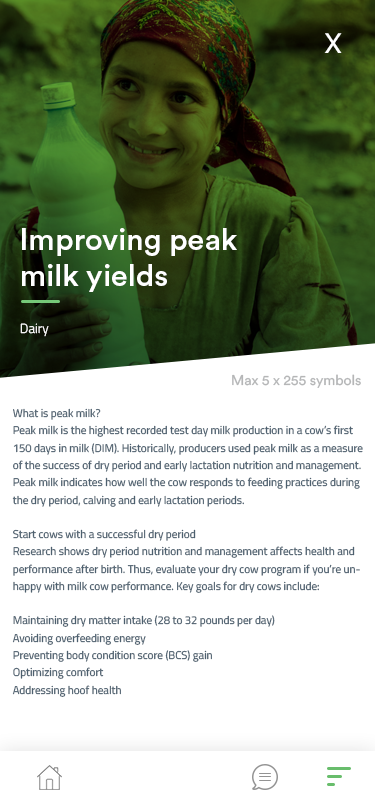 X
Improving peak
milk yields
Dairy
Max 5 x 255 symbols
What is peak milk?
Peak milk is the highest recorded test day milk production in a cow's first
150 days in milk (DIM). Historically, producers used peak milk as a measure
of the success of dry period and early lactation nutrition and management.
Peak milk indicates how well the cow responds to feeding practices during
the dry period, calving and early lactation periods.
Start cows with a successful dry period
Research shows dry period nutrition and management affects health and
performance after birth. Thus, evaluate your dry cow program if you're un-
happy with milk cow performance. Key goals for dry cows include:
Maintaining dry matter intake (28 to 32 pounds per day)
Avoiding overfeeding energy
Preventing body condition score (BCS) gain
Optimizing comfort
Addressing hoof health